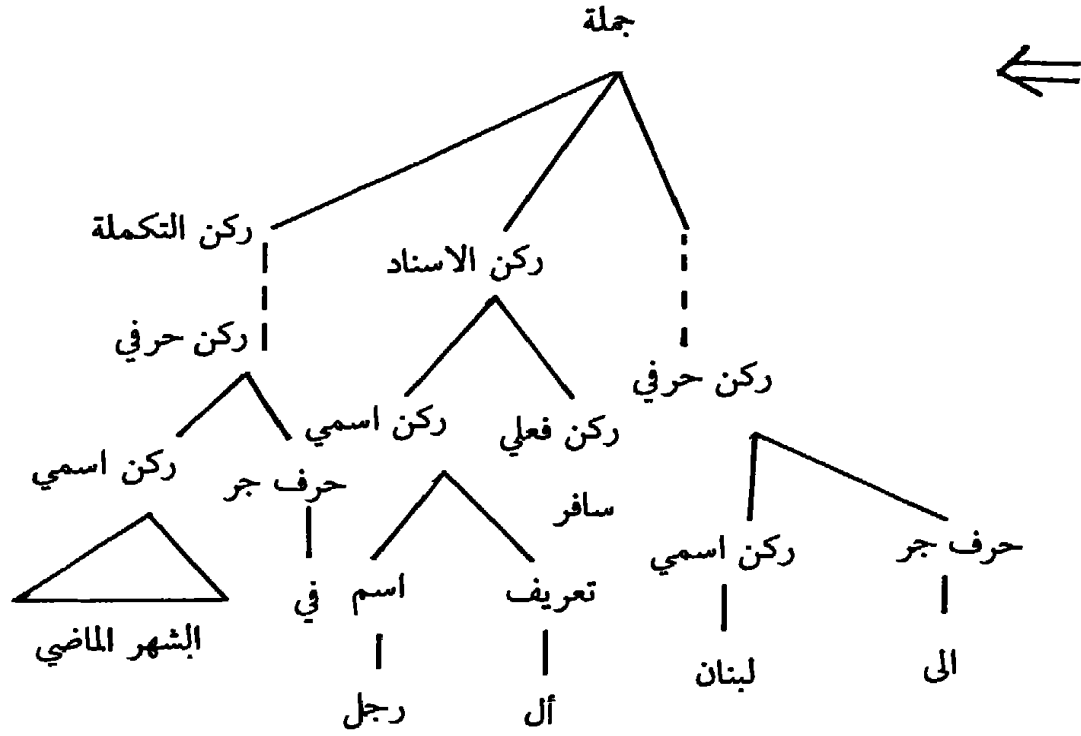 جملة
ركن التكملة
ركن الاسناد
ركن حرفي
ركن حرفي
ركن فعلي
ركن اسمي
حرف جر
ركن اسمي
سافر
حرف جر
ركن اسمي
تعريف
اسم
في
الشهر الماضي
الى
لبنان
أل
رجل